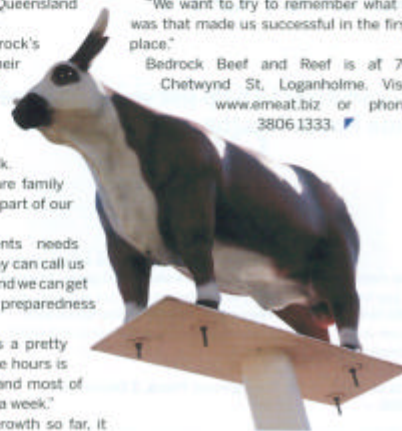 Queensland
rock's
heir
k.
re family
part of our
nts needs
y can call us
nd we can get
preparedness
s a pretty
e hours is
and most of
a week."
rowth so far, it
"We want to try to remember what
was that made us successful in the firs
place."
Bedrock Beef and Reef is at 7
Chetwynd St, Loganholme. Vis
www.emeat.biz or phon
3806 1333.